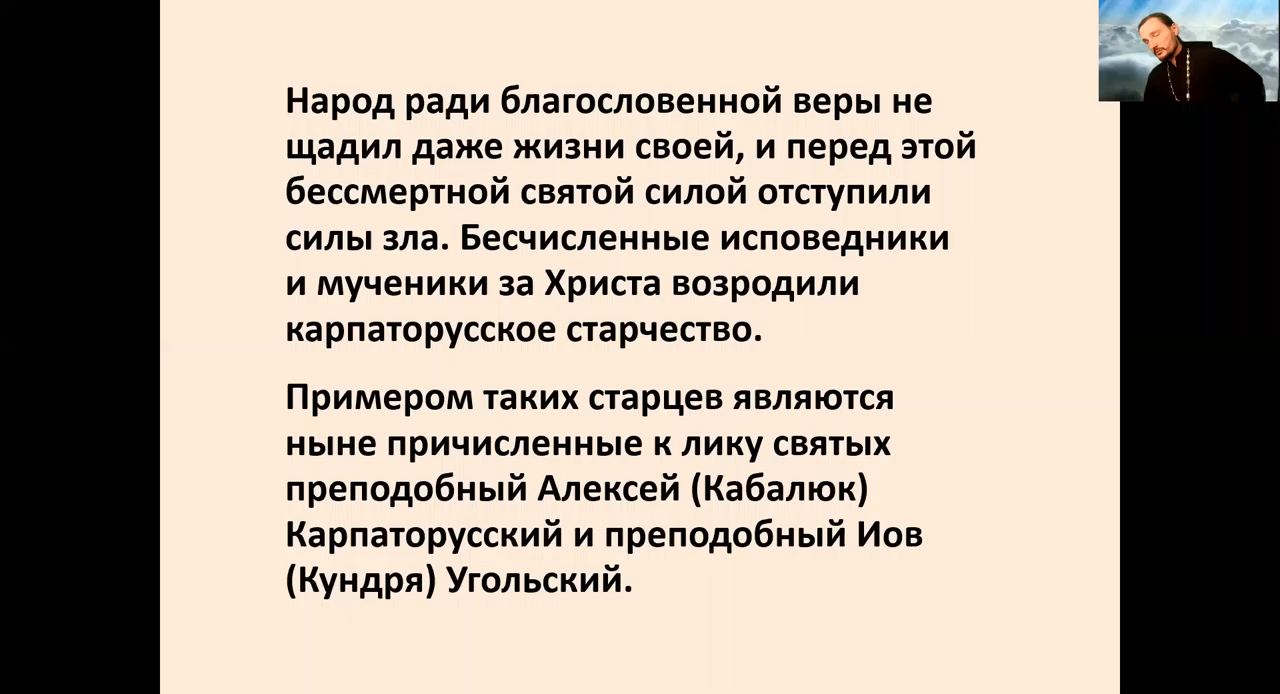 Народ ради благословенной веры не
щадил даже жизни своей, и перед этой
бессмертной святой силой отступили
силы зла. Бесчисленные исповедники
и мученики за Христа возродили
карпаторусское старчество.
Примером таких старцев являются
ныне причисленные к лику святых
преподобный Алексей (Кабалюк)
Карпаторусский и преподобный Иов
(Кундря) Угольский.